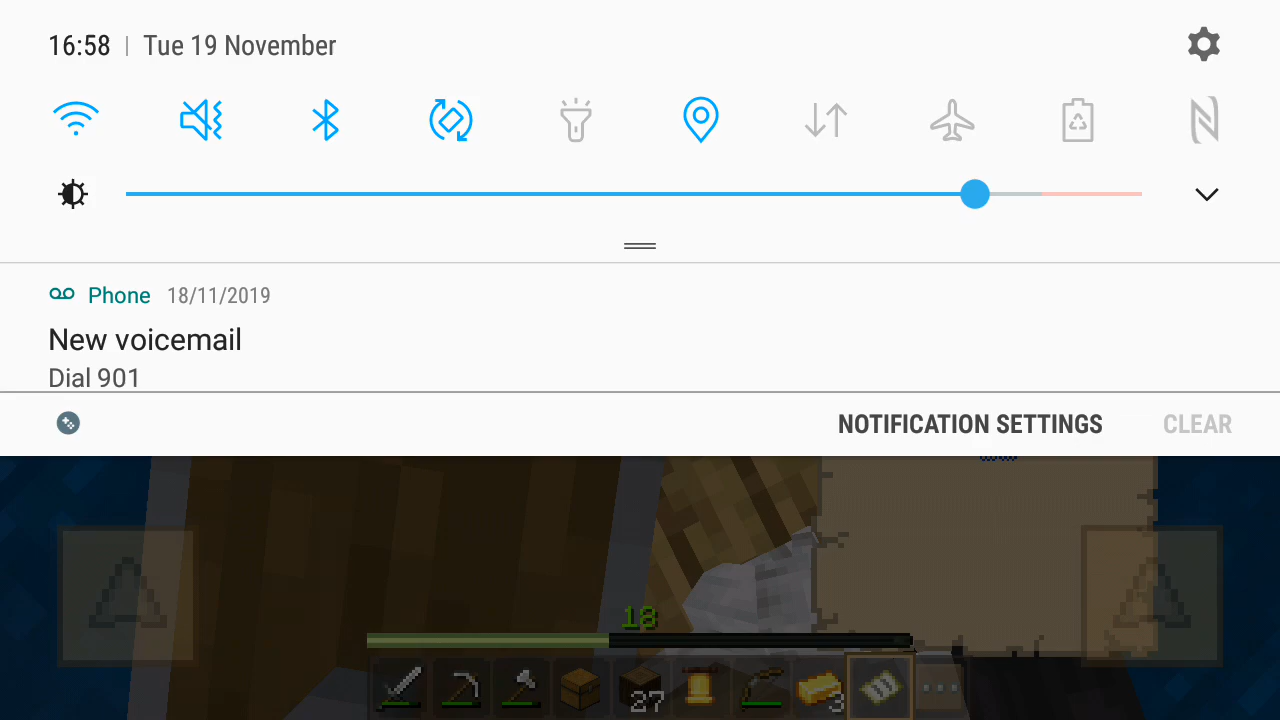 16:58 | Tue 19 November
Phone 18/11/2019
New voicemail
Dial 901
NOTIFICATION SETTINGS CLEAR
18
27 3